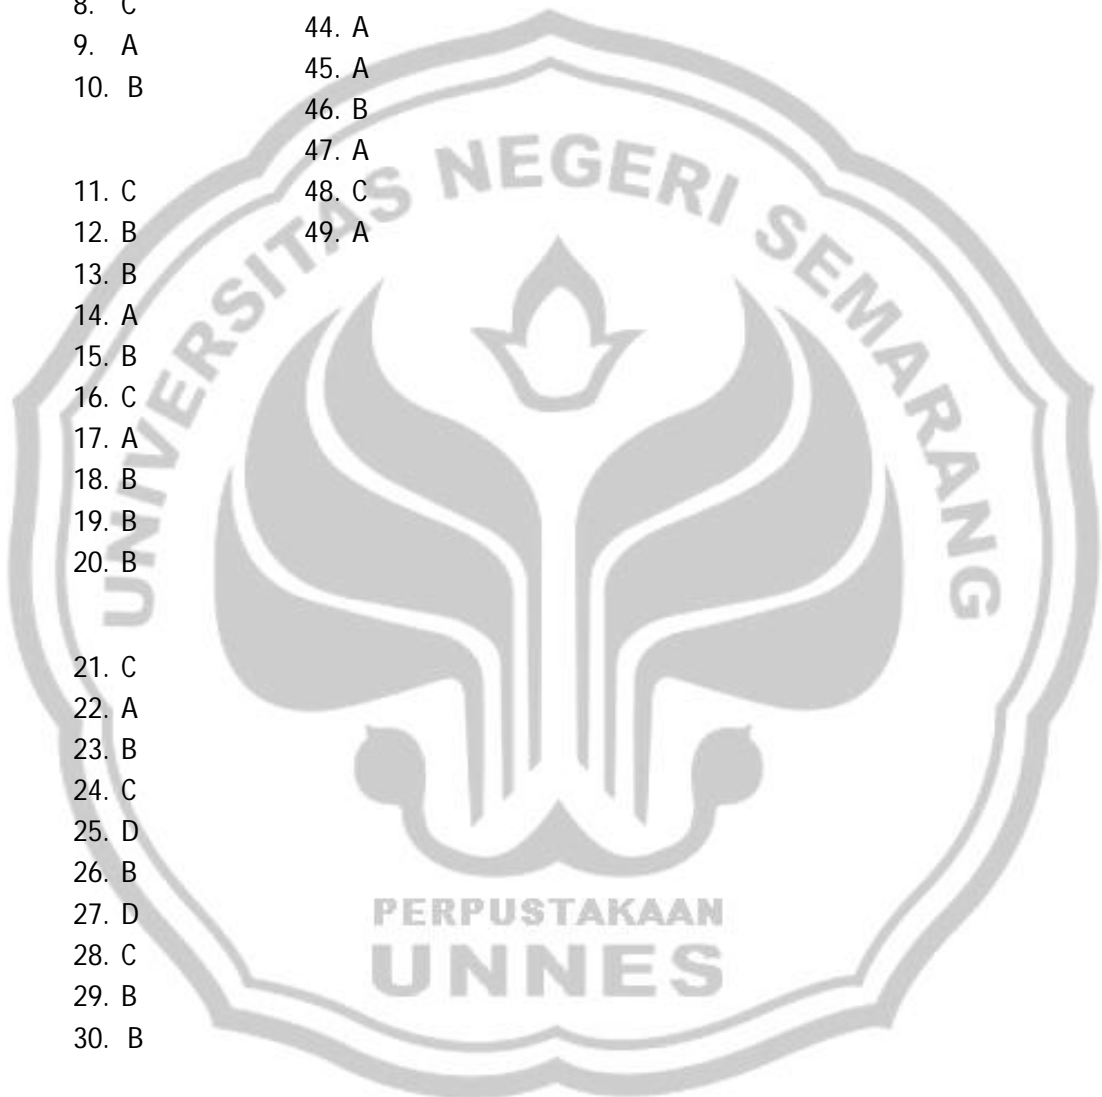 8. C
9. A
10. B
11. C
12. B
13. B
14. A
15. B
16. C
17. A
18. B
19. B
20. B
21. C
22. A
23. B
24. C
25. D
26. B
27. D
28. C
29. B
30. B
44. A
45. A
46. B
47. A
48. C
49. A
UNIVERSITAS NEGERI SEMARANG
PERPUSTAKAAN
UNNES